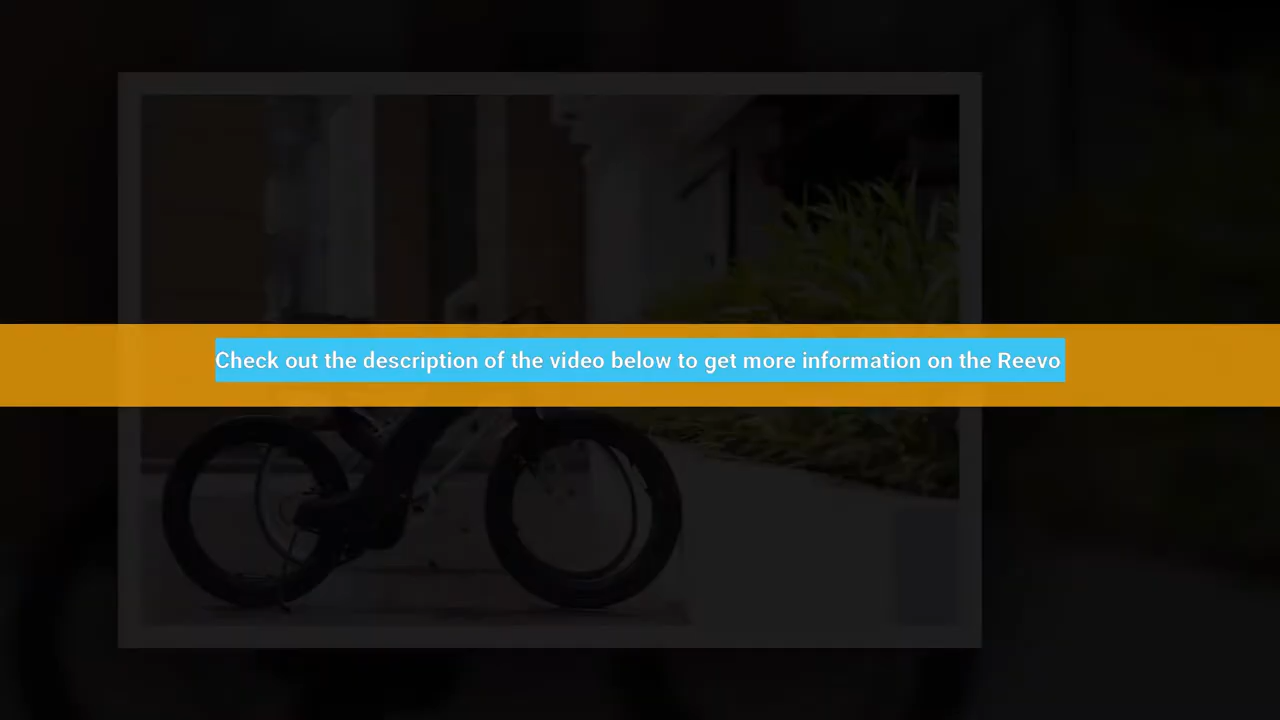 Check out the description of the video below to get more information on the Reevo